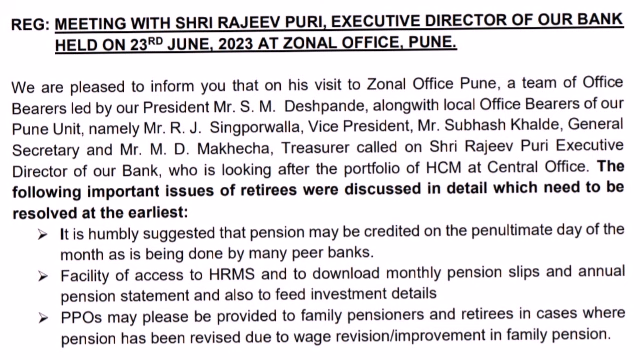 REG: MEETING WITH SHRI RAJEEV PURI, EXECUTIVE DIRECTOR OF OUR BANK
HELD ON 23RD JUNE, 2023 AT ZONAL OFFICE, PUNE.
We are pleased to inform you that on his visit to Zonal Office Pune, a team of Office
Bearers led by our President Mr. S. M. Deshpande, alongwith local Office Bearers of our
Pune Unit, namely Mr. R. J. Singporwalla, Vice President, Mr. Subhash Khalde, General
Secretary and Mr. M. D. Makhecha, Treasurer called on Shri Rajeev Puri Executive
Director of our Bank, who is looking after the portfolio of HCM at Central Office. The
following important issues of retirees were discussed in detail which need to be
resolved at the earliest:
➢ It is humbly suggested that pension may be credited on the penultimate day of the
month as is being done by many peer banks.
➢ Facility of access to HRMS and to download monthly pension slips and annual
pension statement and also to feed investment details
➢ PPOs may please be provided to family pensioners and retirees in cases where
pension has been revised due to wage revision/improvement in family pension.